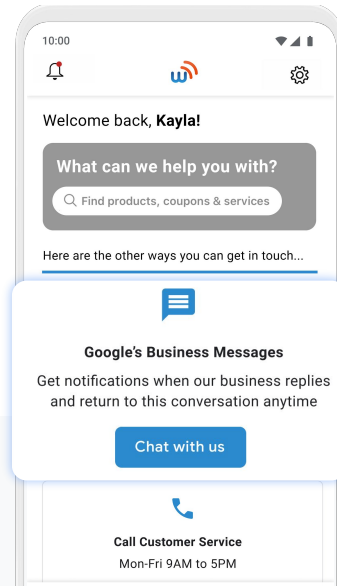 10:00
w
Welcome back, Kayla!
What can we help you with?
Find products, coupons & services
Here are the other ways you can get in touch...
Google's Business Messages
Get notifications when our business replies
and return to this conversation anytime
Chat with us
Call Customer Service
Mon-Fri 9AM to 5PM